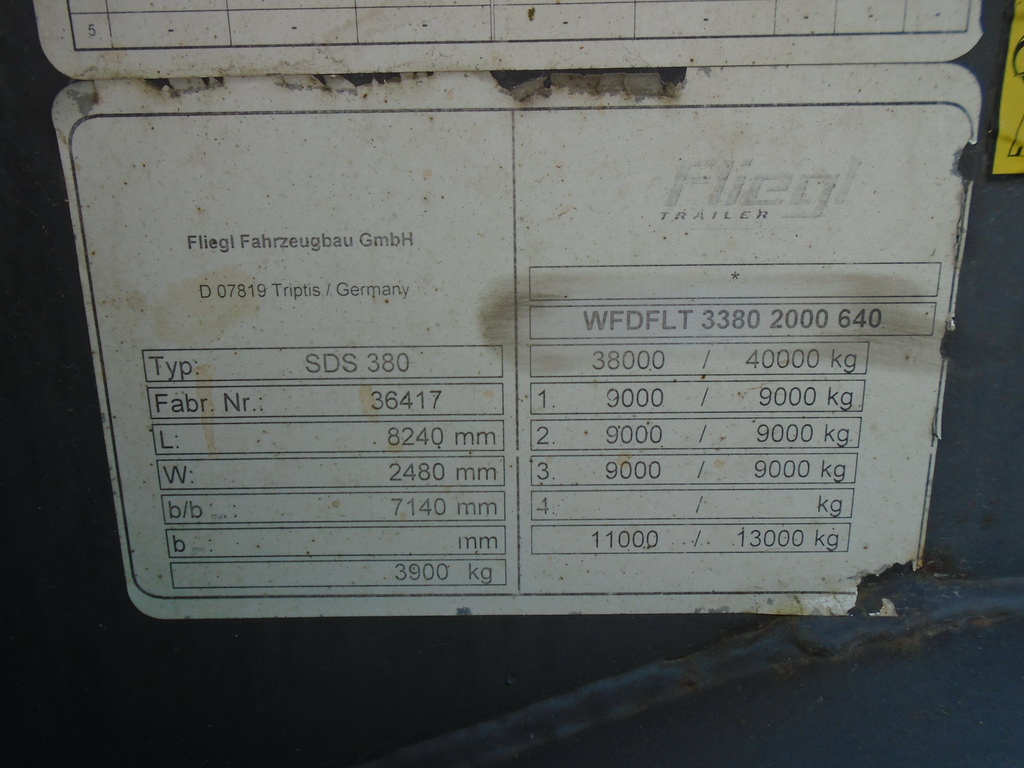 5 - - - - - - -
Fliegl
TRAILER
Fliegl Fahrzeugbau GmbH
D 07819 Triptis / Germany
Typ: SDS 380
Fabr. Nr.: 36417
L: 8240 mm
W: 2480 mm
b/b max.: 7140 mm
b : mm
3900 kg
*
WFDFLT 3380 2000 640
38000 / 40000 kg
1. 9000 / 9000 kg
2. 9000 / 9000 kg
3. 9000 / 9000 kg
4. / kg
11000 / 13000 kg